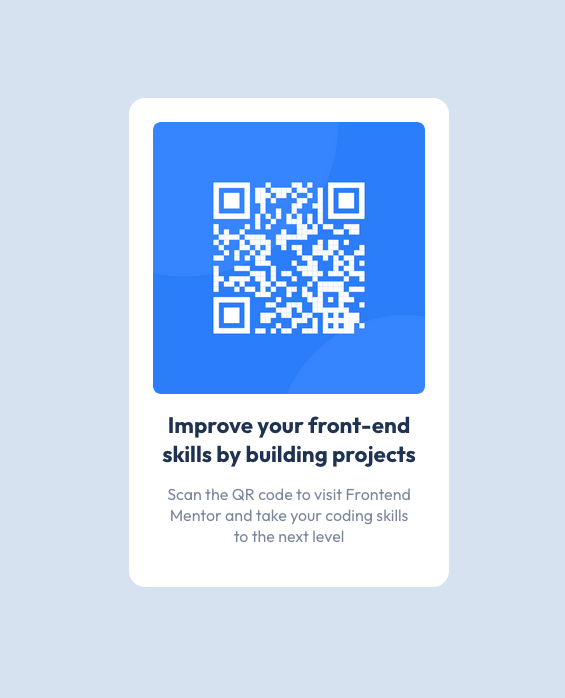 Improve your front-end
skills by building projects
Scan the QR code to visit Frontend
Mentor and take your coding skills
to the next level